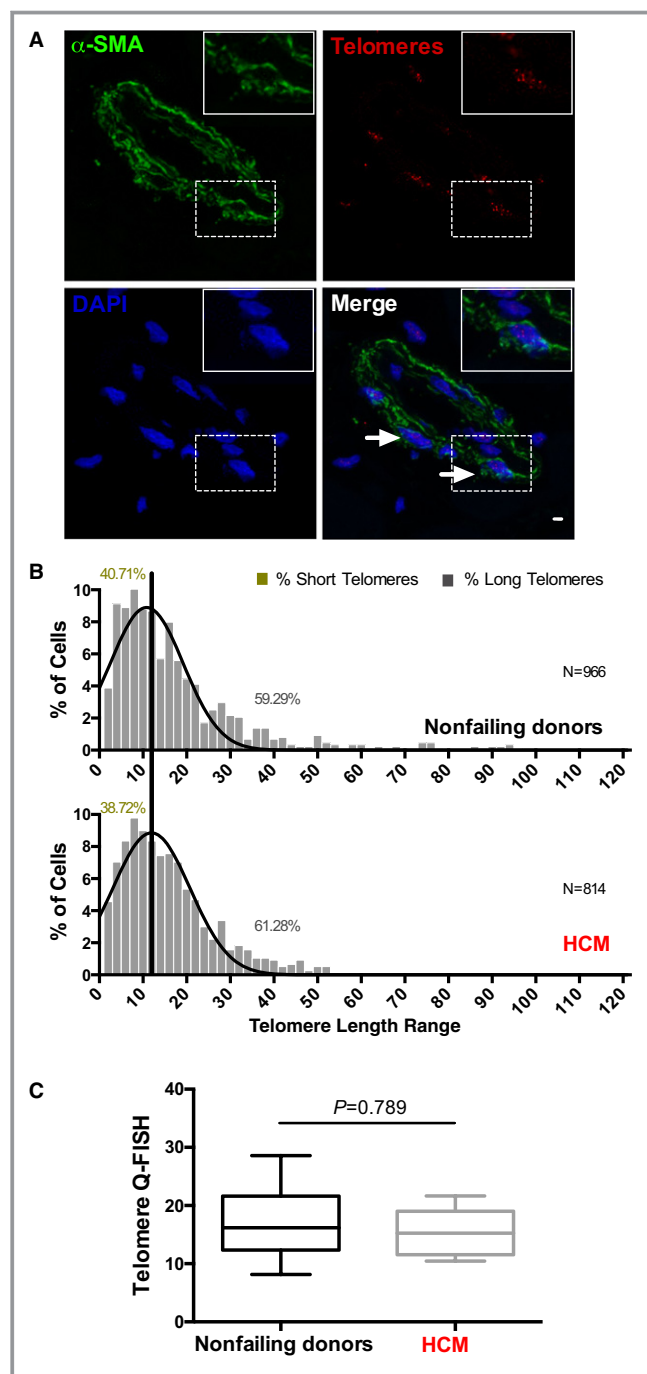 A
α-SMA
Telomeres
DAPI
Merge
B
40.71%
% Short Telomeres % Long Telomeres
10
8
6
4
2
0
% of Cells
59.29%
N=966
Nonfailing donors
0 10 20 30 40 50 60 70 80 90 100 110 120
38.72%
10
8
6
4
2
0
% of Cells
61.28%
N=814
HCM
0 10 20 30 40 50 60 70 80 90 100 110 120
Telomere Length Range
C
40
30
20
10
0
Telomere Q-FISH
P=0.789
Nonfailing donors HCM